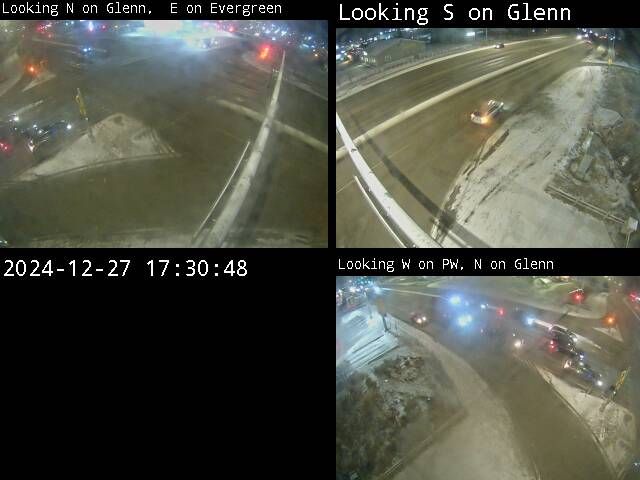 Looking N on Glenn, E on Evergreen
Looking S on Glenn
2024-12-27 17:30:48
Looking W on PW, N on Glenn